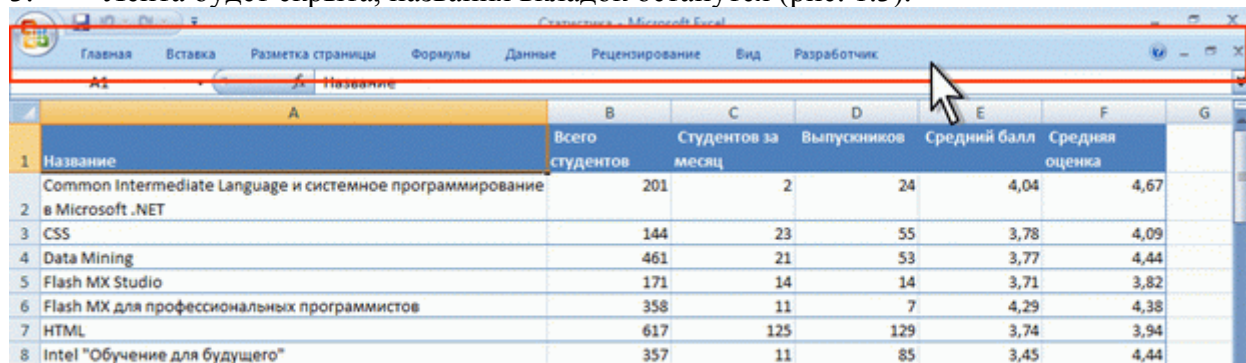 Лента будет скрыта, названия вкладок останутся (рис. 1.5).
Статистика - Microsoft Excel
Главная Вставка Разметка страницы Формулы Данные Рецензирование Вид Разработчик
A1 fx Название
A B C D E F G
1 Название Всего студентов Студентов за месяц Выпускников Средний балл Средняя оценка
Common Intermediate Language и системное программирование
2 в Microsoft .NET 201 2 24 4,04 4,67
3 CSS 144 23 55 3,78 4,09
4 Data Mining 461 21 53 3,77 4,44
5 Flash MX Studio 171 14 14 3,71 3,82
6 Flash MX для профессиональных программистов 358 11 7 4,29 4,38
7 HTML 617 125 129 3,74 3,94
8 Intel "Обучение для будущего" 357 11 85 3,45 4,44